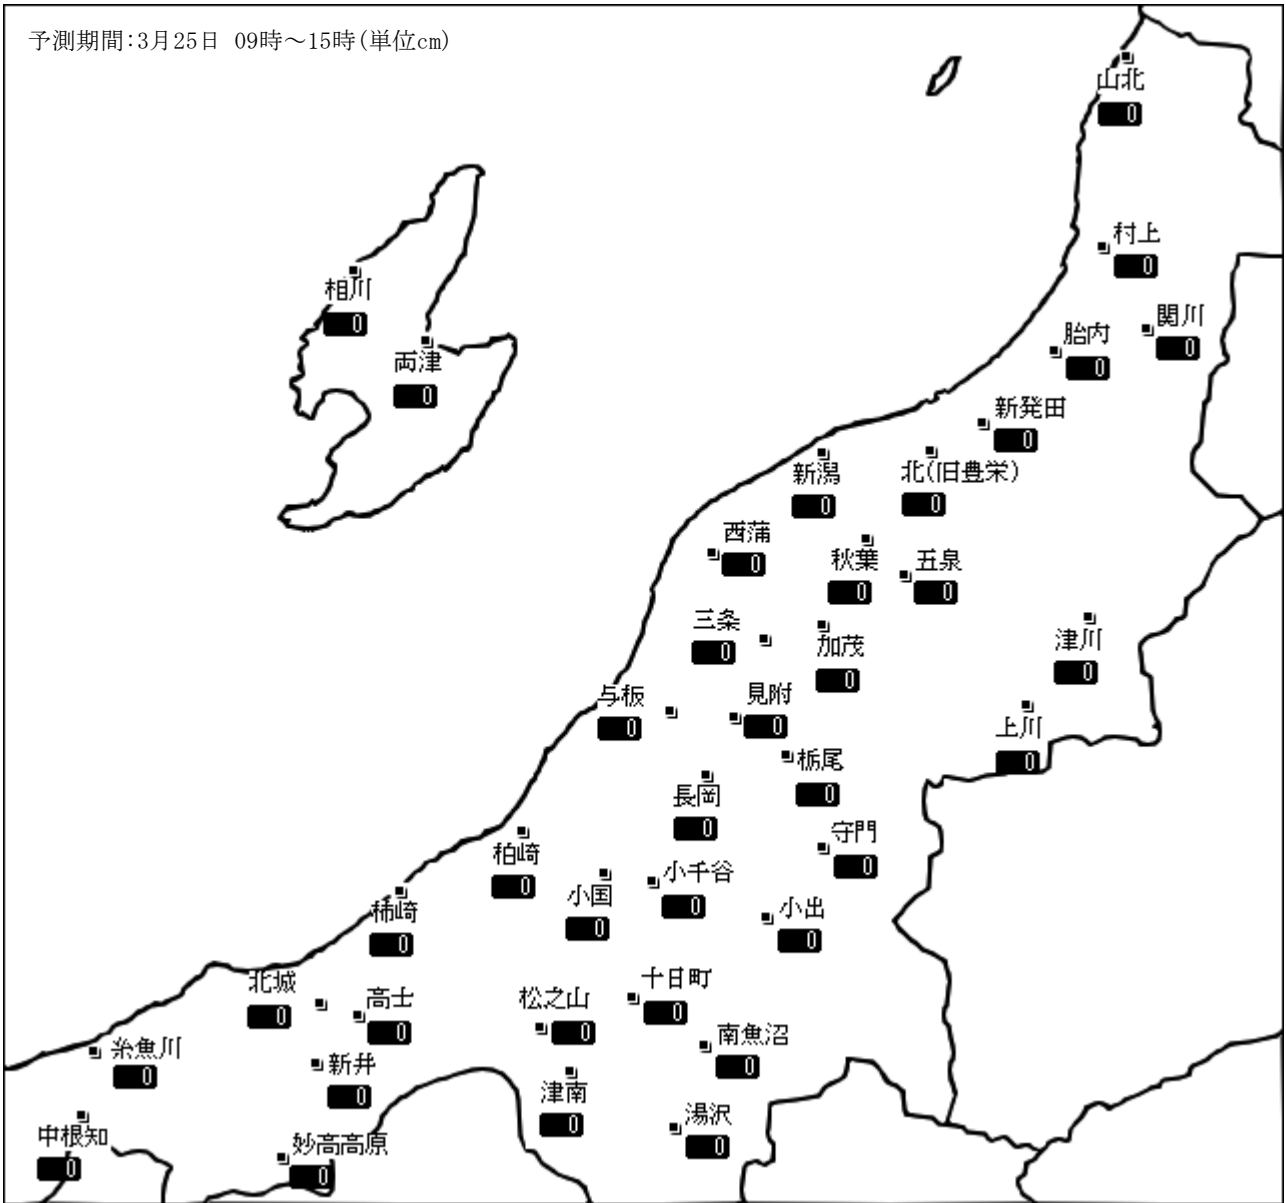 予測期間:3月25日 09時～15時(単位cm)
山北
0
村上
0
相川
0
関川
0
胎内
0
両津
0
新発田
0
新潟
0
北(旧豊栄)
0
西蒲
0
秋葉
0
五泉
0
三条
0
加茂
0
津川
0
与板
0
見附
0
上川
0
栃尾
0
長岡
0
守門
0
柏崎
0
小千谷
0
小国
0
小出
0
柿崎
0
北城
0
高士
0
松之山
0
十日町
0
南魚沼
0
糸魚川
0
新井
0
津南
0
湯沢
0
中根知
0
妙高高原
0